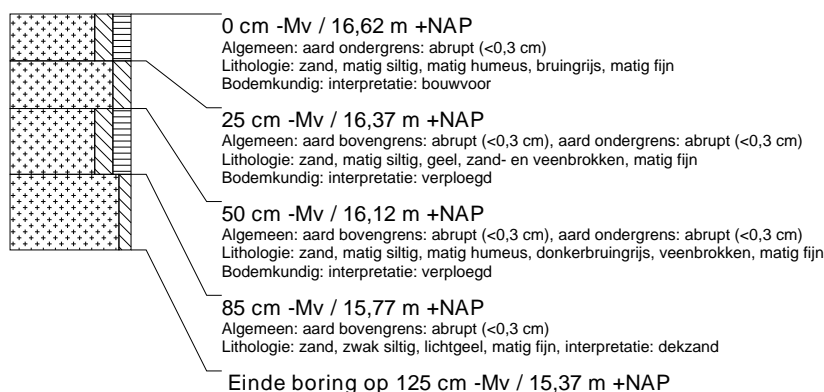 0 cm -Mv / 16,62 m +NAP
Algemeen: aard ondergrens: abrupt (<0,3 cm)
Lithologie: zand, matig siltig, matig humeus, bruingrijs, matig fijn
Bodemkundig: interpretatie: bouwvoor
25 cm -Mv / 16,37 m +NAP
Algemeen: aard bovengrens: abrupt (<0,3 cm), aard ondergrens: abrupt (<0,3 cm)
Lithologie: zand, matig siltig, geel, zand- en veenbrokken, matig fijn
Bodemkundig: interpretatie: verploegd
50 cm -Mv / 16,12 m +NAP
Algemeen: aard bovengrens: abrupt (<0,3 cm), aard ondergrens: abrupt (<0,3 cm)
Lithologie: zand, matig siltig, matig humeus, donkerbruingrijs, veenbrokken, matig fijn
Bodemkundig: interpretatie: verploegd
85 cm -Mv / 15,77 m +NAP
Algemeen: aard bovengrens: abrupt (<0,3 cm)
Lithologie: zand, zwak siltig, lichtgeel, matig fijn, interpretatie: dekzand
Einde boring op 125 cm -Mv / 15,37 m +NAP